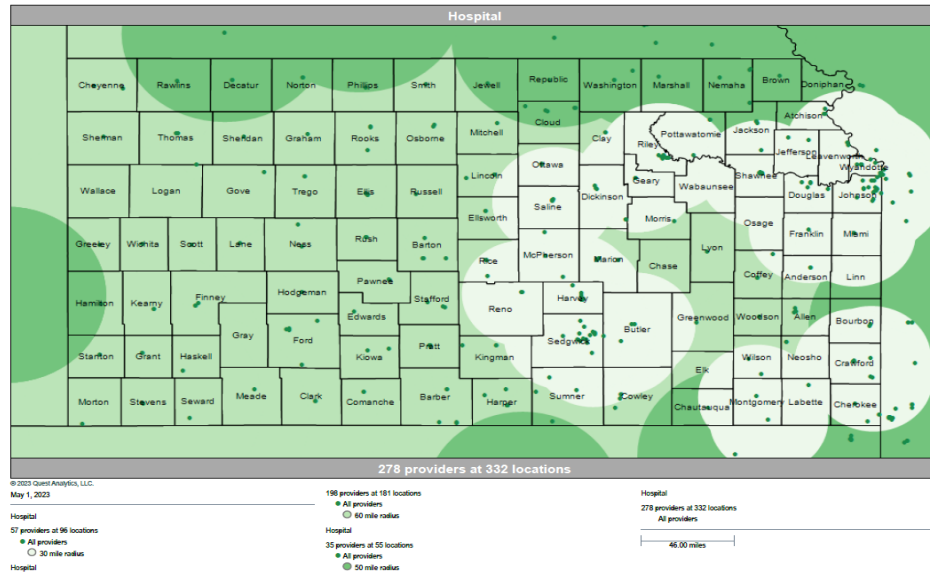 Hospital
Cheyenne Rawlins Decatur Norton Phillips Smith Jewell Republic Washington Marshall Nemaha Brown Doniphan
Cloud Atchison
Sherman Thomas Sheridan Graham Rooks Osborne Mitchell Clay Riley Pottawatomie Jackson Jefferson Leavenworth
Ottawa Wyandotte
Wallace Logan Gove Trego Ellis Russell Lincoln Dickinson Geary Wabaunsee Shawnee Douglas Johnson
Saline
Ellsworth Morris Osage
Greeley Wichita Scott Lane Ness Rush Barton Lyon Franklin Miami
Rice McPherson Marion Chase
Hamilton Kearny Finney Hodgeman Pawnee Stafford Coffey Anderson Linn
Edwards Reno Harvey
Gray Ford Butler Greenwood Woodson Allen Bourbon
Stanton Grant Haskell Kiowa Pratt Kingman Sedgwick Wilson Neosho Crawford
Elk
Morton Stevens Seward Meade Clark Comanche Barber Harper Sumner Cowley Chautauqua Montgomery Labette Cherokee
278 providers at 332 locations
© 2023 Quest Analytics, LLC.
May 1, 2023
Hospital
57 providers at 96 locations
All providers
30 mile radius
Hospital
198 providers at 181 locations
All providers
60 mile radius
Hospital
35 providers at 55 locations
All providers
50 mile radius
Hospital
278 providers at 332 locations
All providers
46.00 miles